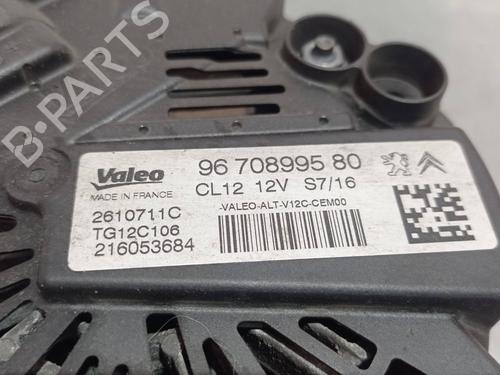 B-PARTS
Valeo
MADE IN FRANCE
2610711C
TG12C106
216053684
96 708995 80
CL12 12V S7/16
-VALEO-ALT-V12C-CEM00